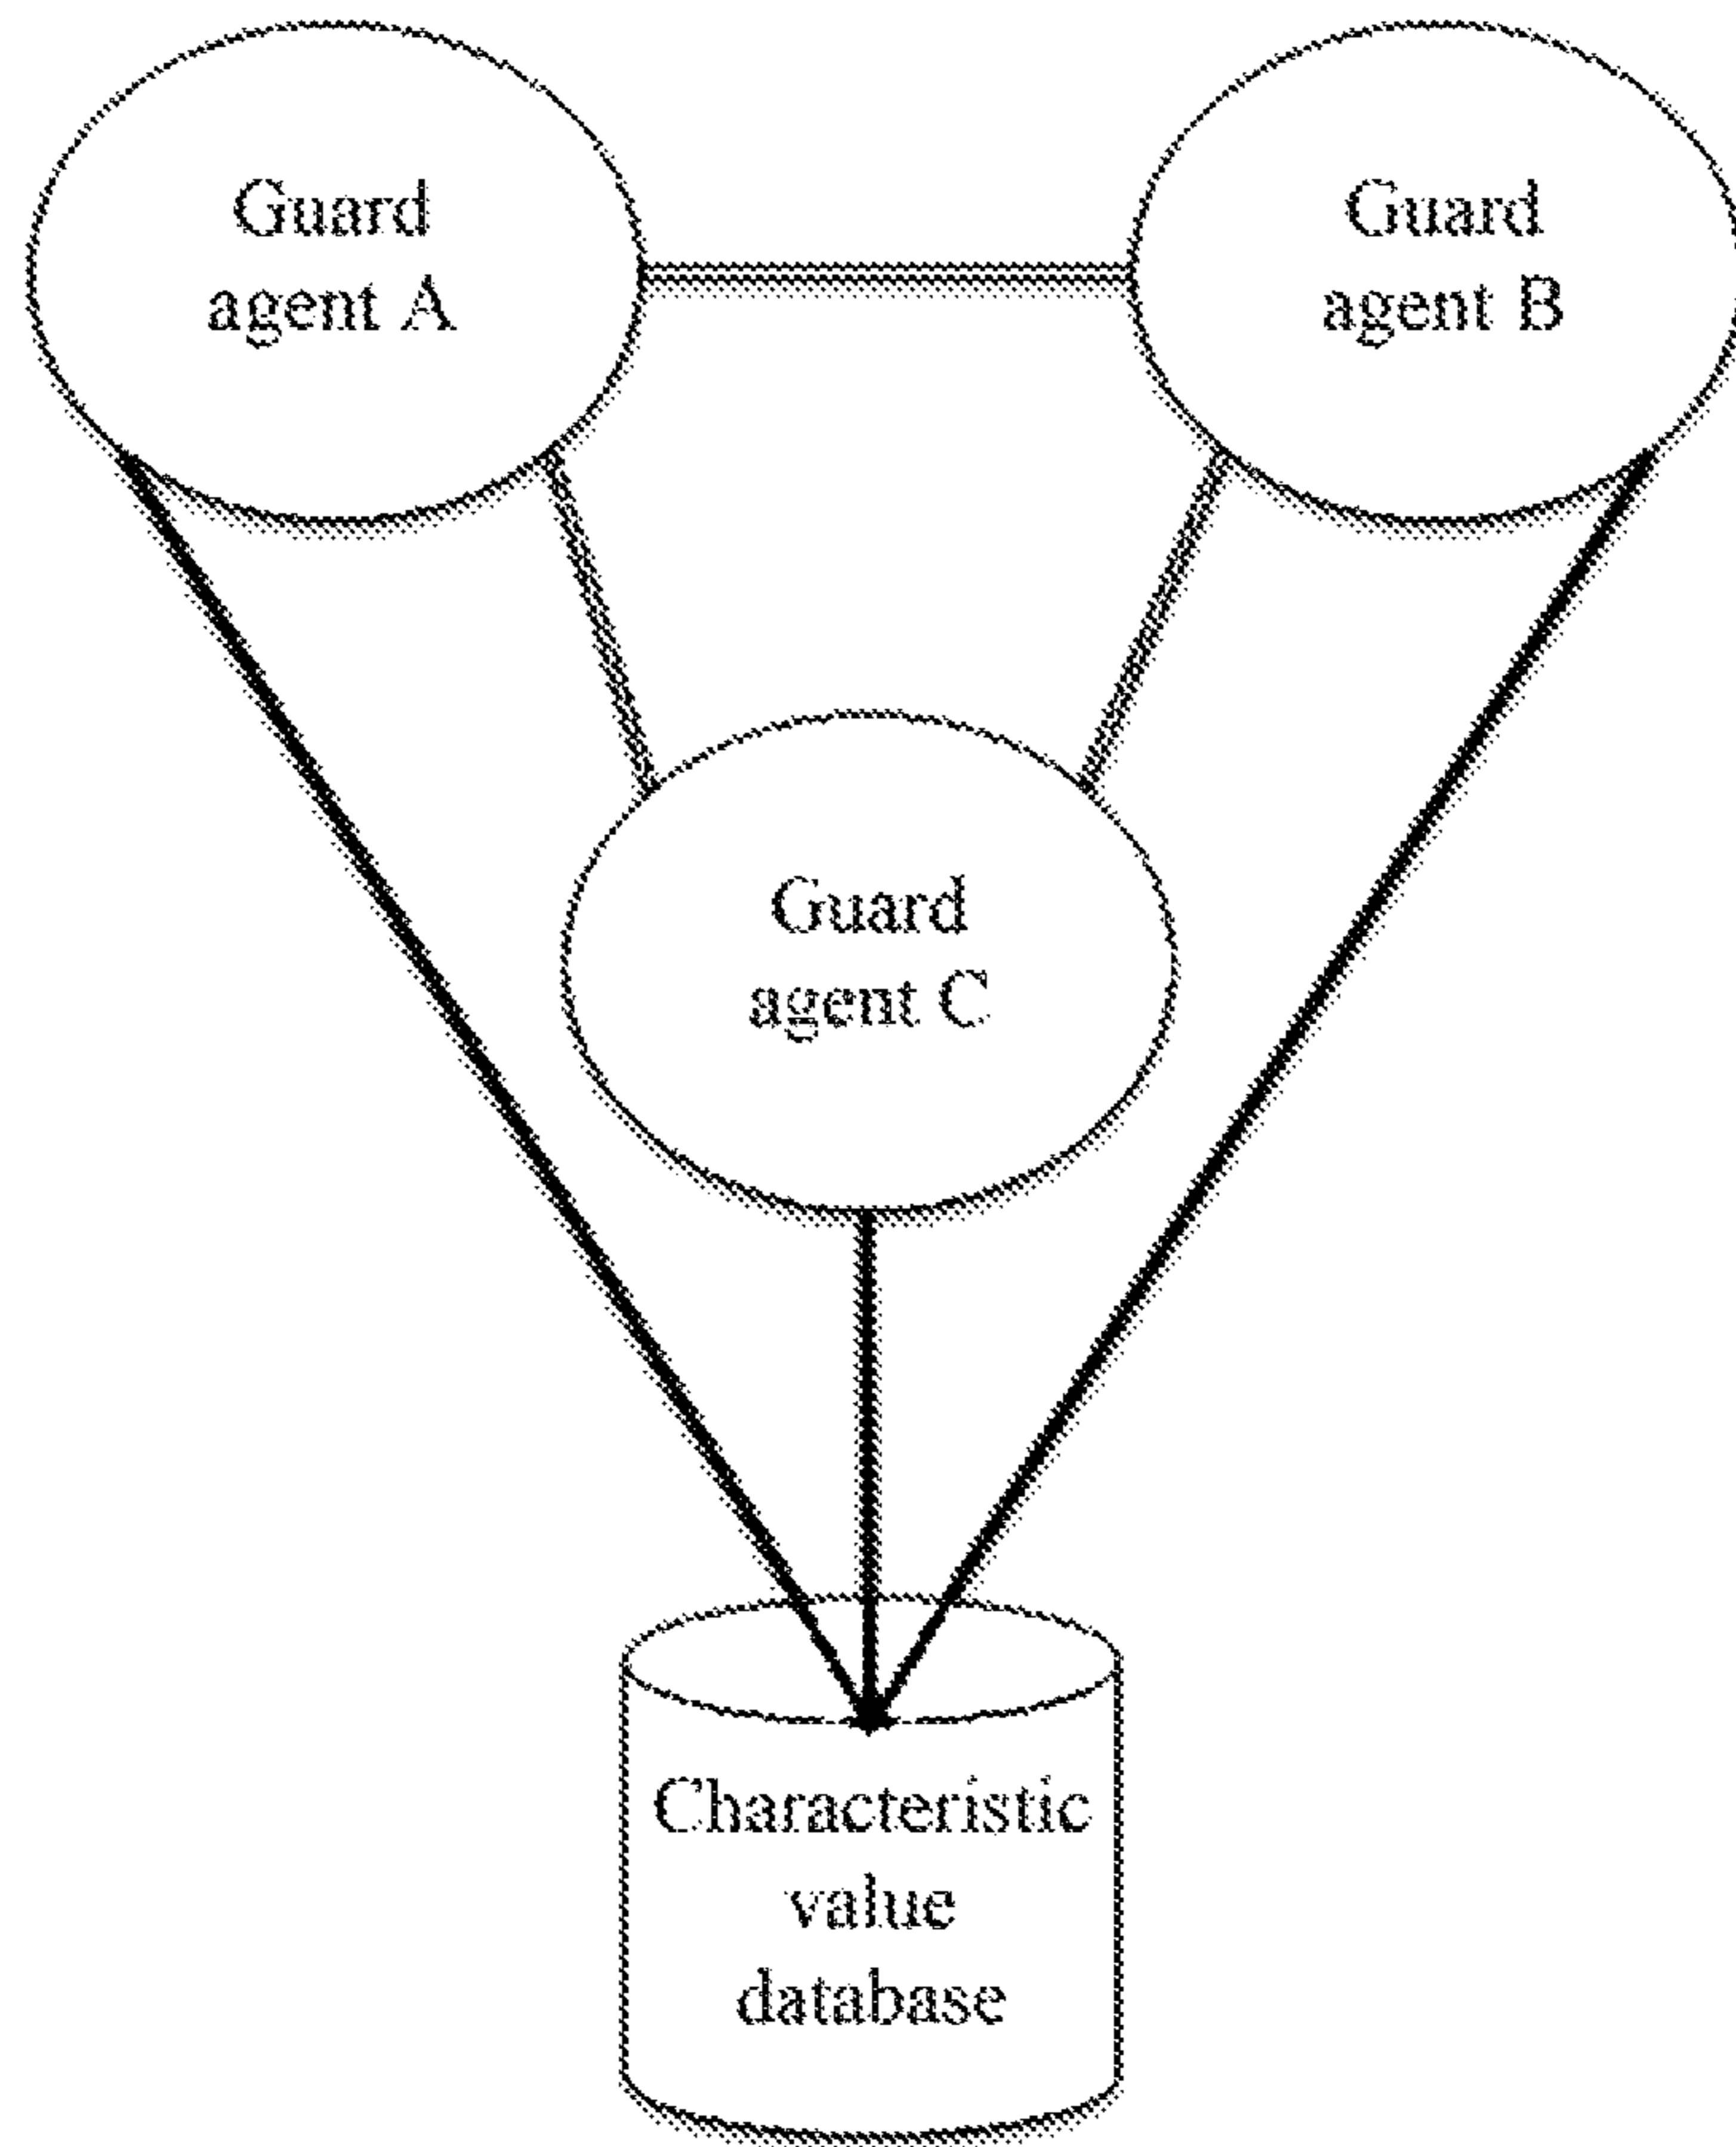 Guard
agent A
Guard
agent B
Guard
agent C
Characteristic
value
database